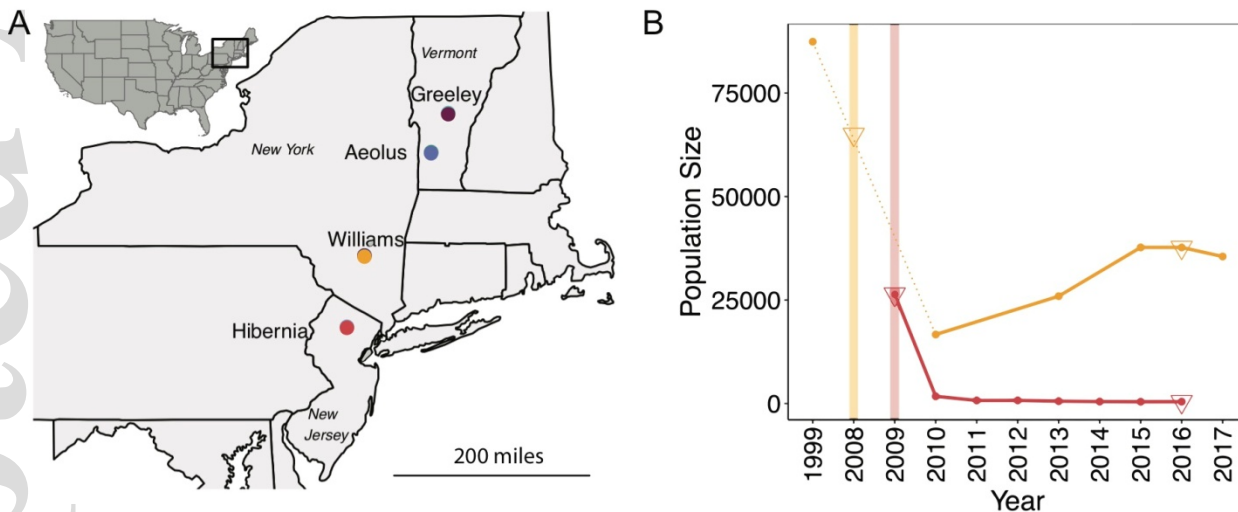 A
Vermont
Greeley
New York
Aeolus
Williams
Hibernia
New
Jersey
200 miles
B
Population Size
75000
50000
25000
0
1999
2008
2009
2010
2011
2012
2013
2014
2015
2016
2017
Year